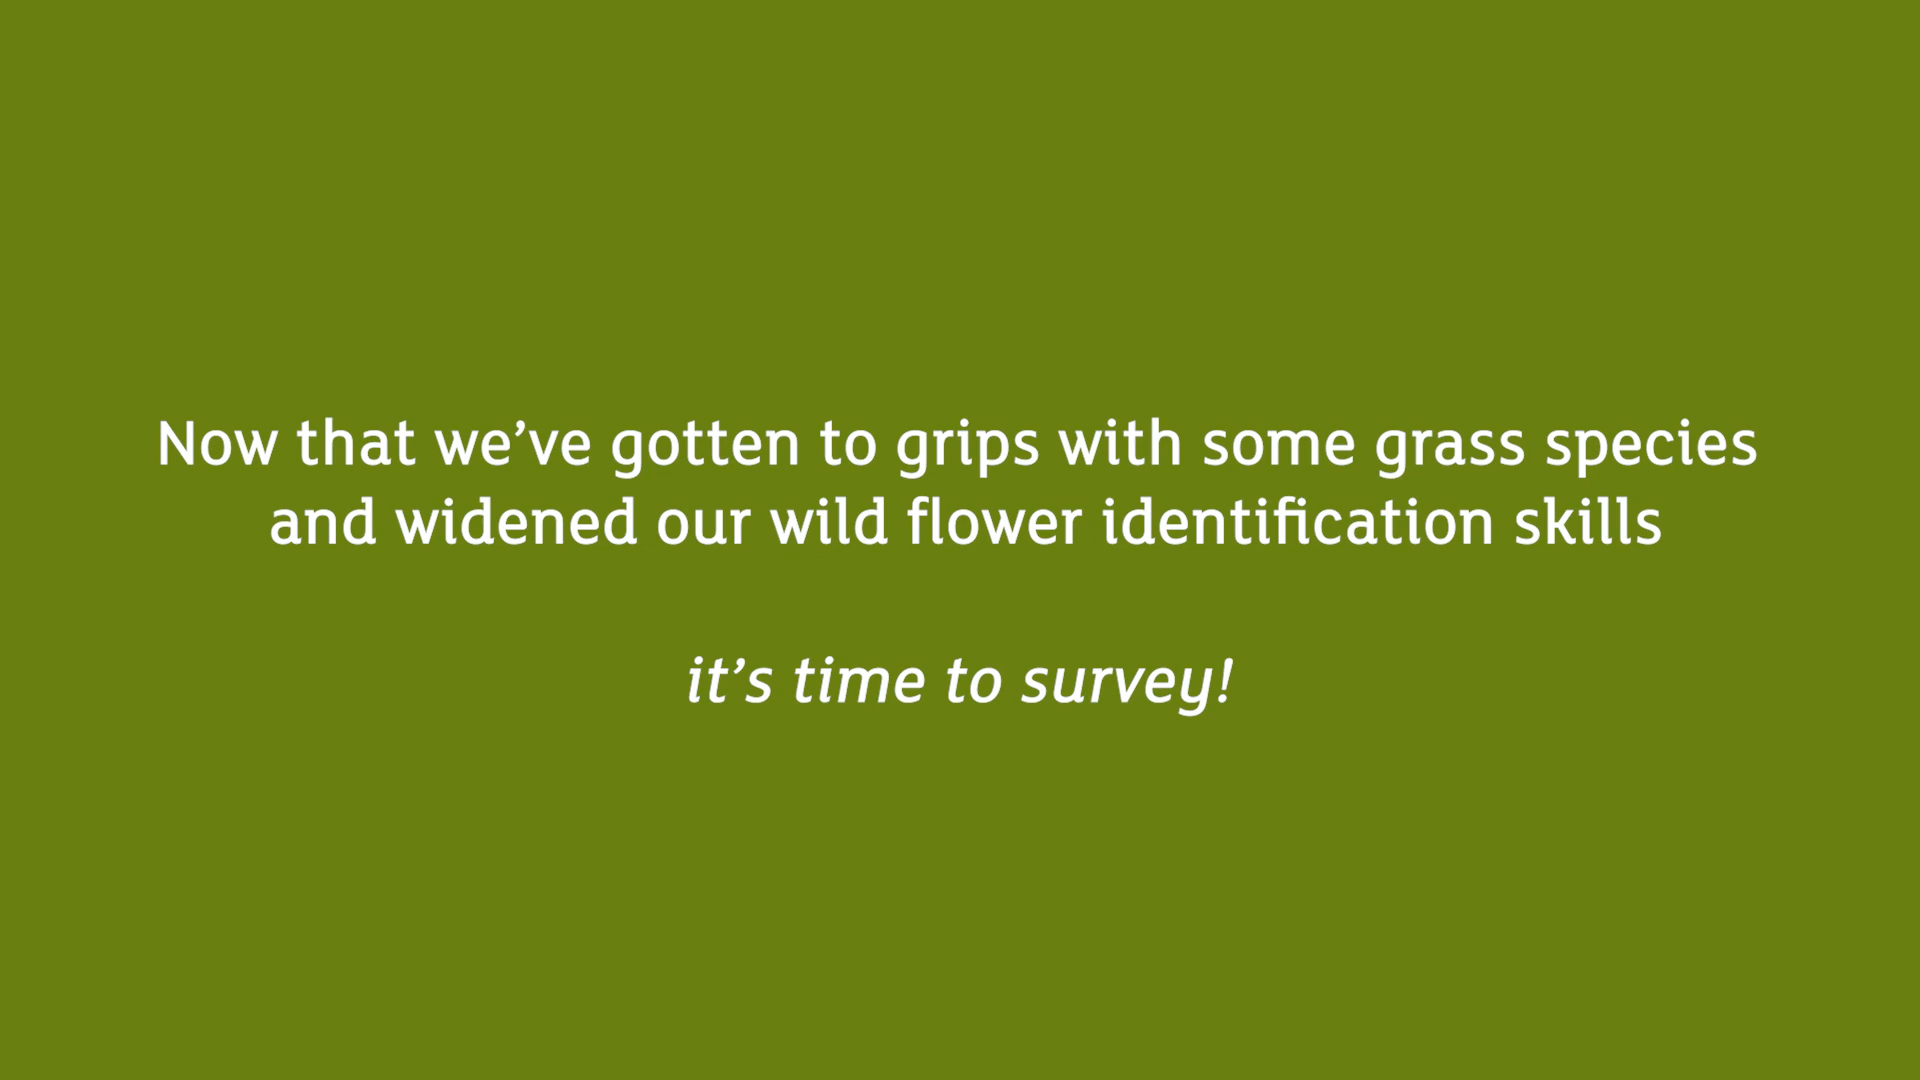 Now that we’ve gotten to grips with some grass species
and widened our wild flower identification skills
it’s time to survey!